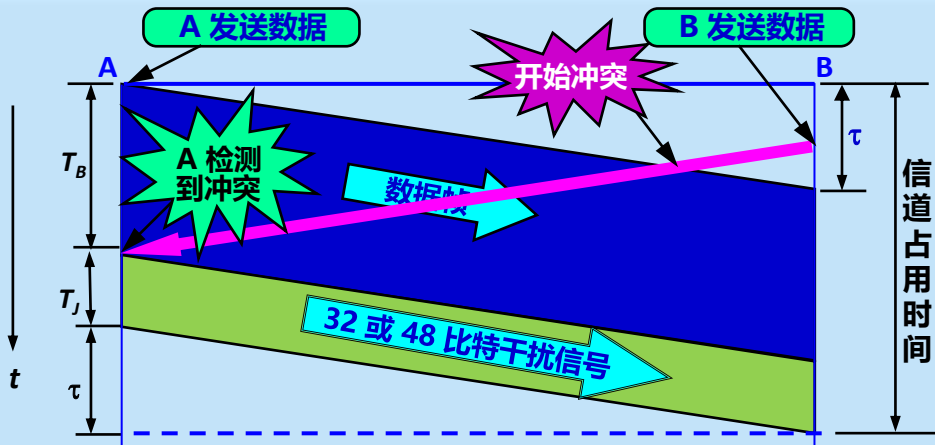 A 发送数据
B 发送数据
A
B
开始冲突
T_B
τ
A 检测
到冲突
数据帧
信道占用时间
T_J
32 或 48 比特干扰信号
t
τ